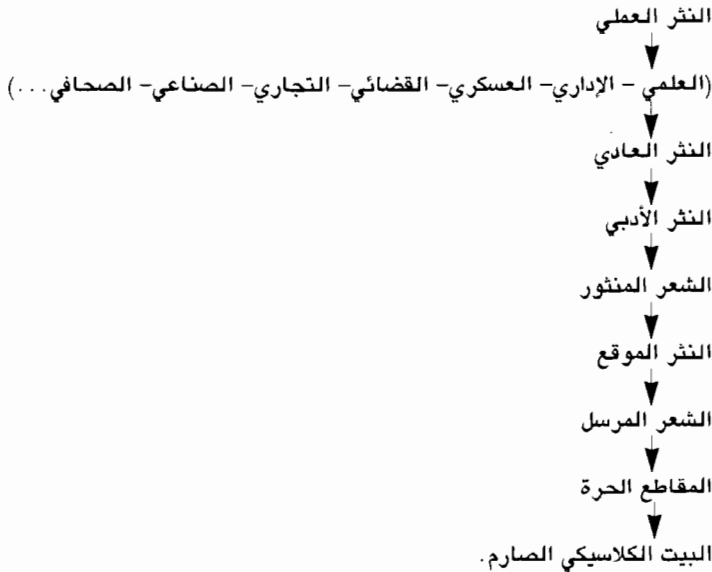 النثر العملي
(العلمي - الإداري- العسكري- القضائي- التجاري- الصناعي- الصحافي...)
النثر العادي
النثر الأدبي
الشعر المنثور
النثر الموقع
الشعر المرسل
المقاطع الحرة
البيت الكلاسيكي الصارم.